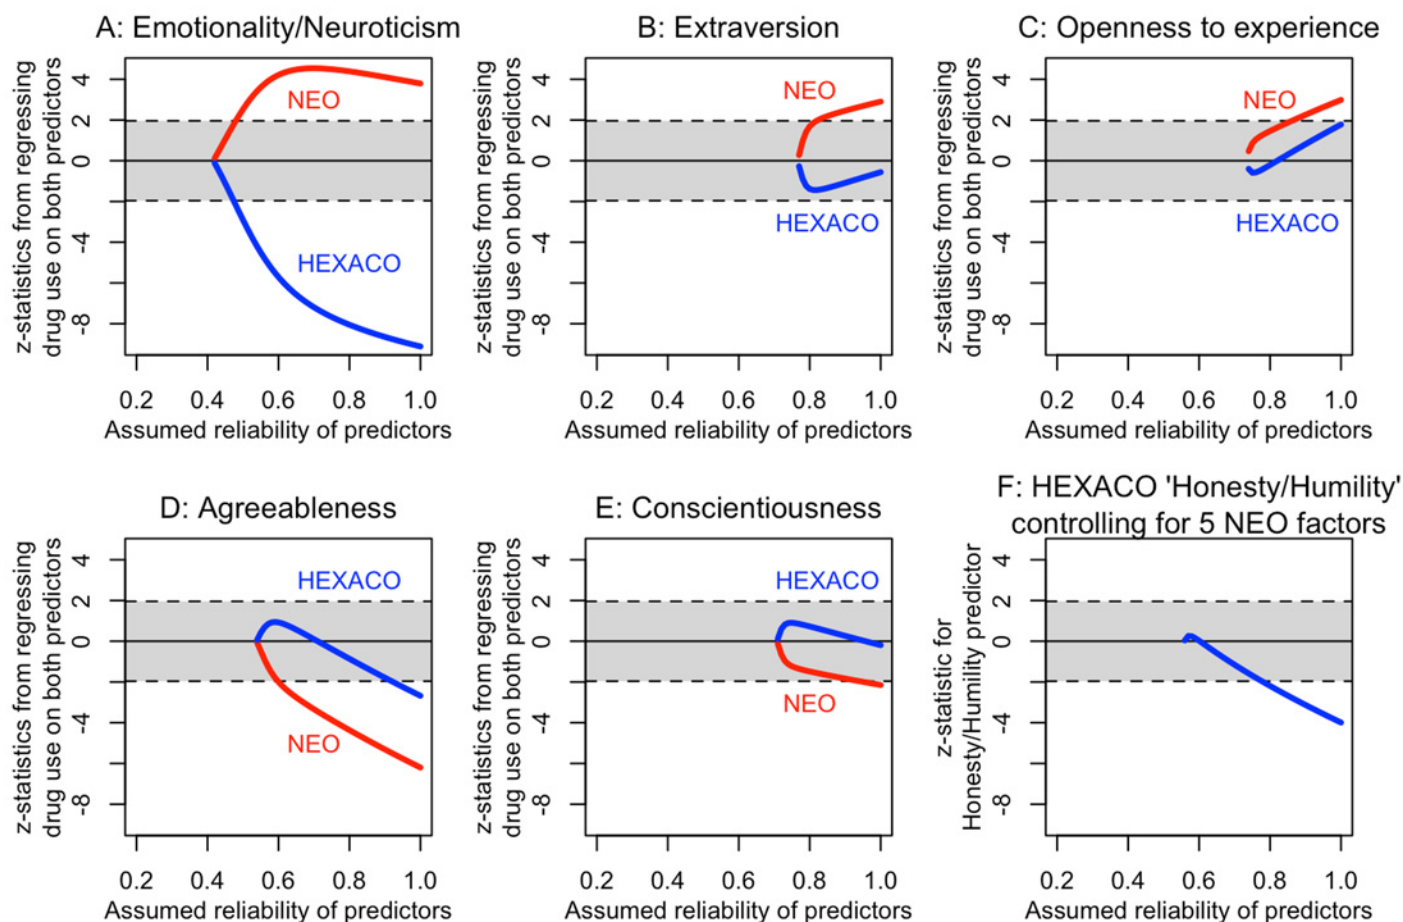 A: Emotionality/Neuroticism
z-statistics from regressing
drug use on both predictors
4
2
0
-4
-8
NEO
HEXACO
0.2 0.4 0.6 0.8 1.0
Assumed reliability of predictors
B: Extraversion
z-statistics from regressing
drug use on both predictors
4
2
0
-4
-8
NEO
HEXACO
0.2 0.4 0.6 0.8 1.0
Assumed reliability of predictors
C: Openness to experience
z-statistics from regressing
drug use on both predictors
4
2
0
-4
-8
NEO
HEXACO
0.2 0.4 0.6 0.8 1.0
Assumed reliability of predictors
D: Agreeableness
z-statistics from regressing
drug use on both predictors
4
2
0
-4
-8
HEXACO
NEO
0.2 0.4 0.6 0.8 1.0
Assumed reliability of predictors
E: Conscientiousness
z-statistics from regressing
drug use on both predictors
4
2
0
-4
-8
HEXACO
NEO
0.2 0.4 0.6 0.8 1.0
Assumed reliability of predictors
F: HEXACO 'Honesty/Humility'
controlling for 5 NEO factors
z-statistic for
Honesty/Humility predictor
4
2
0
-4
-8
0.2 0.4 0.6 0.8 1.0
Assumed reliability of predictors